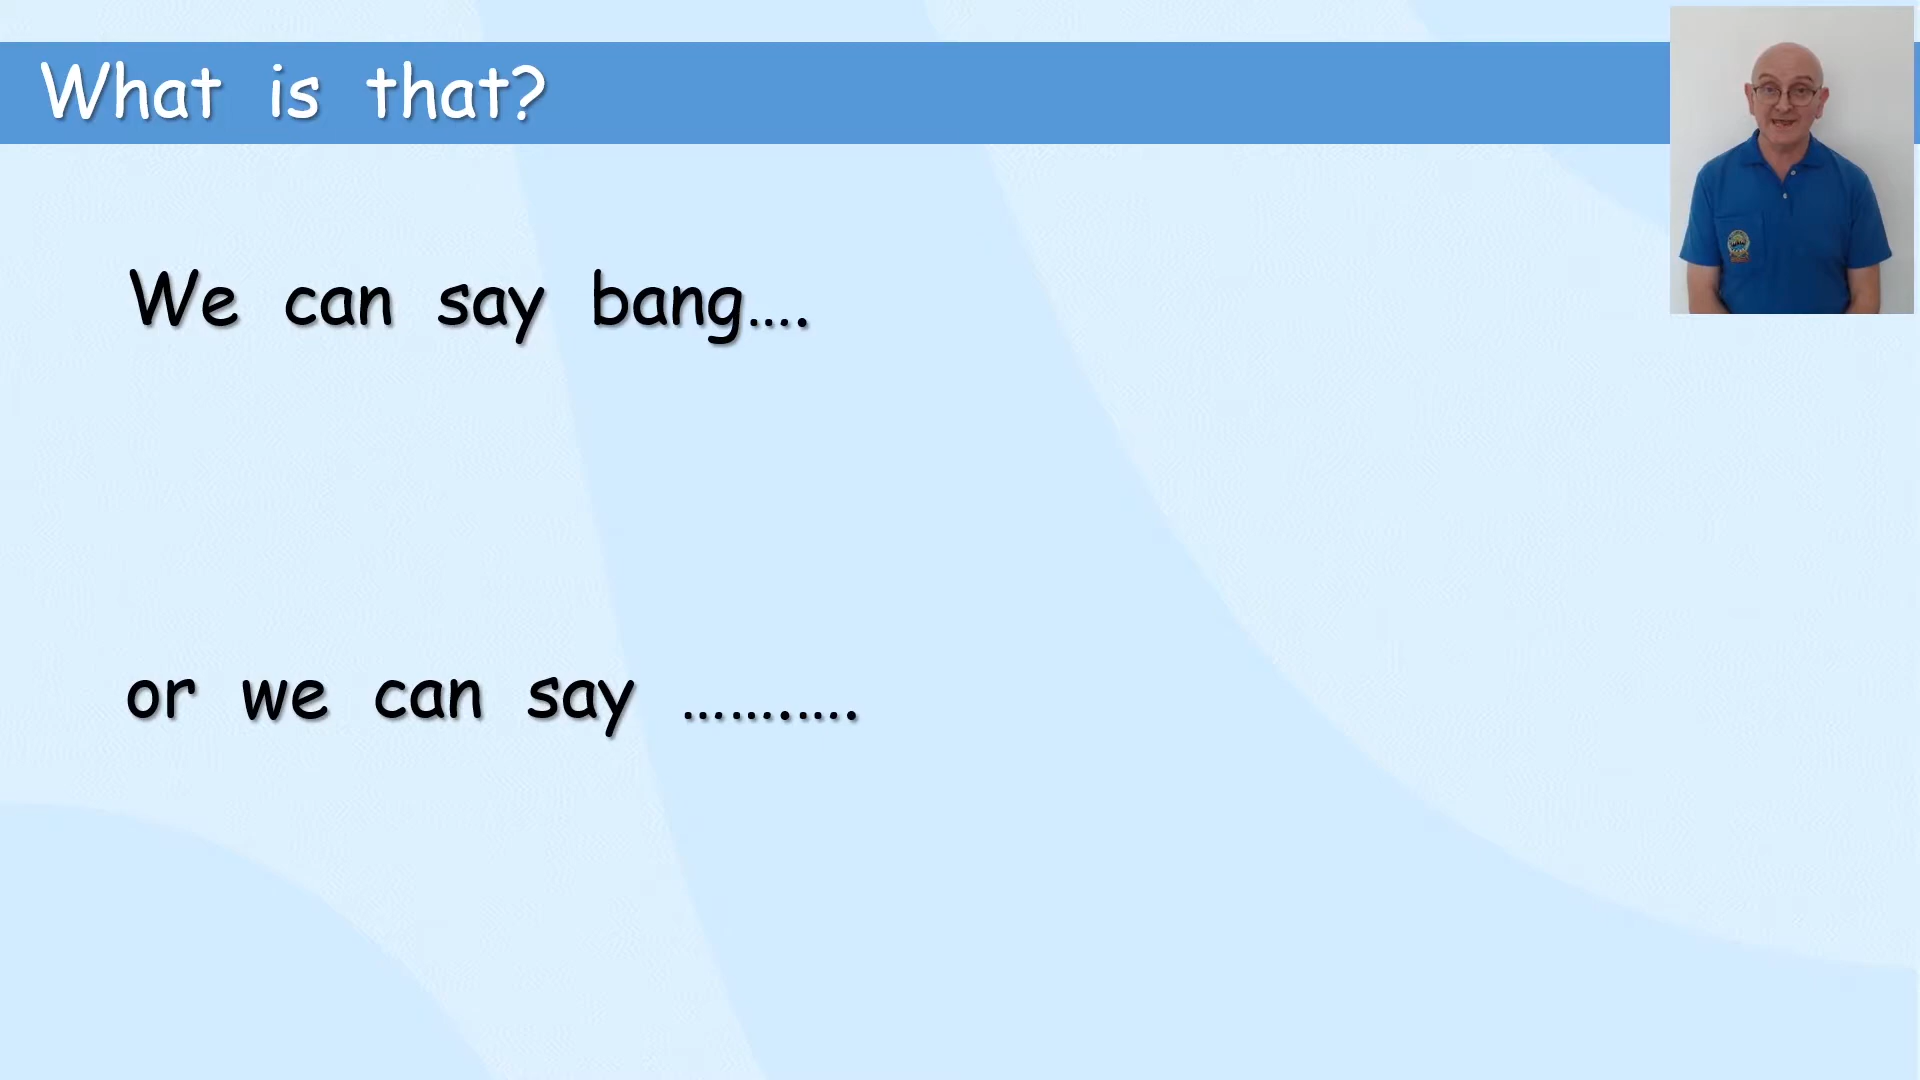 What is that?
We can say bang....
or we can say ...........